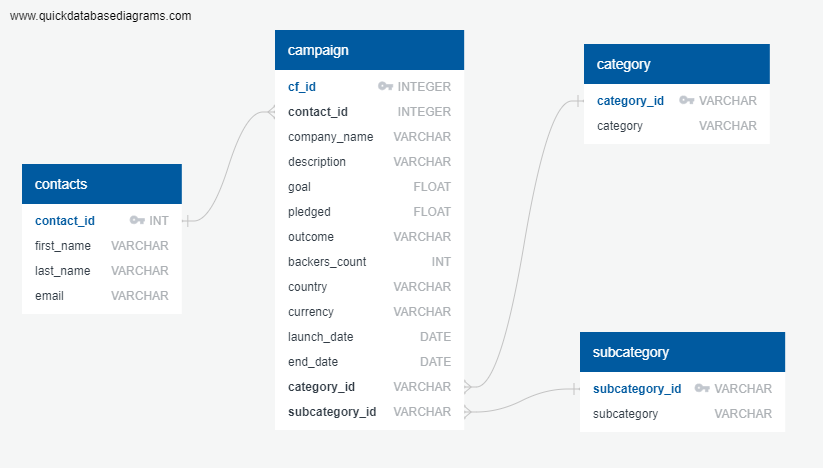 www.quickdatabasediagrams.com
campaign
cf_id INTEGER
contact_id INTEGER
company_name VARCHAR
description VARCHAR
goal FLOAT
pledged FLOAT
outcome VARCHAR
backers_count INT
country VARCHAR
currency VARCHAR
launch_date DATE
end_date DATE
category_id VARCHAR
subcategory_id VARCHAR
category
category_id VARCHAR
category VARCHAR
contacts
contact_id INT
first_name VARCHAR
last_name VARCHAR
email VARCHAR
subcategory
subcategory_id VARCHAR
subcategory VARCHAR